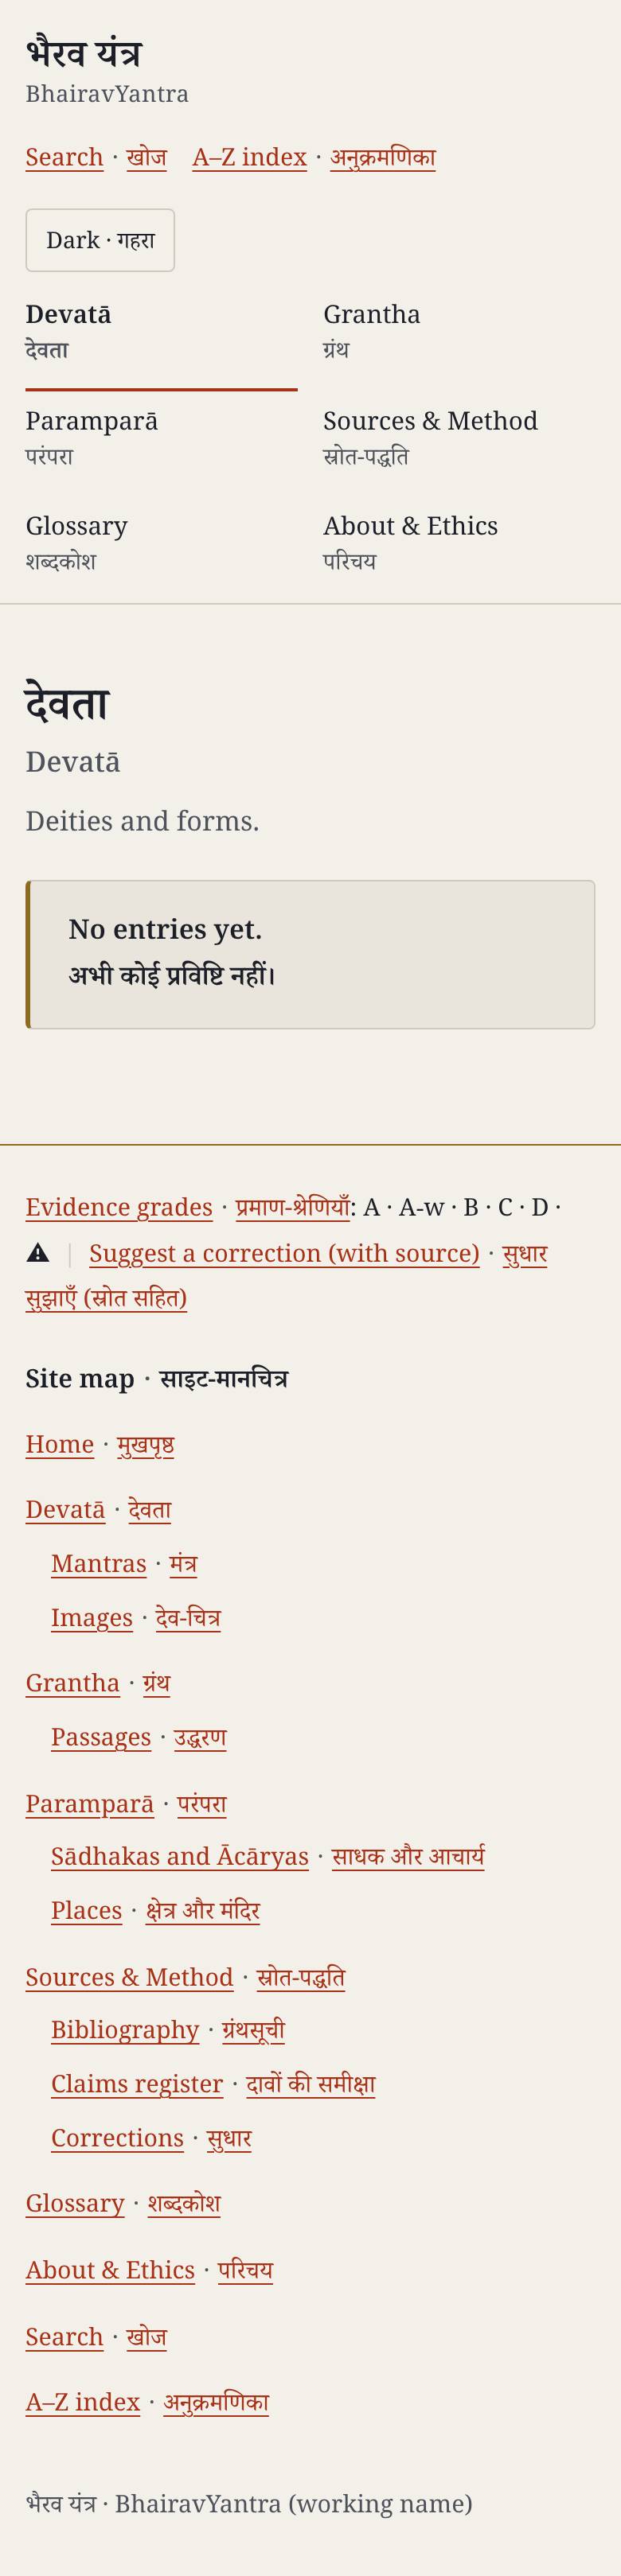 भैरव यंत्र
BhairavYantra
Search · खोज A–Z index · अनुक्रमणिका
Dark · गहरा
Devatā
देवता
Grantha
ग्रंथ
Paramparā
परंपरा
Sources & Method
स्रोत-पद्धति
Glossary
शब्दकोश
About & Ethics
परिचय
देवता
Devatā
Deities and forms.
No entries yet.
अभी कोई प्रविष्टि नहीं।
Evidence grades · प्रमाण-श्रेणियाँ: A · A-w · B · C · D ·
⚠ | Suggest a correction (with source) · सुधार
सुझाएँ (स्रोत सहित)
Site map · साइट-मानचित्र
Home · मुखपृष्ठ
Devatā · देवता
Mantras · मंत्र
Images · देव-चित्र
Grantha · ग्रंथ
Passages · उद्धरण
Paramparā · परंपरा
Sādhakas and Ācāryas · साधक और आचार्य
Places · क्षेत्र और मंदिर
Sources & Method · स्रोत-पद्धति
Bibliography · ग्रंथसूची
Claims register · दावों की समीक्षा
Corrections · सुधार
Glossary · शब्दकोश
About & Ethics · परिचय
Search · खोज
A–Z index · अनुक्रमणिका
भैरव यंत्र · BhairavYantra (working name)